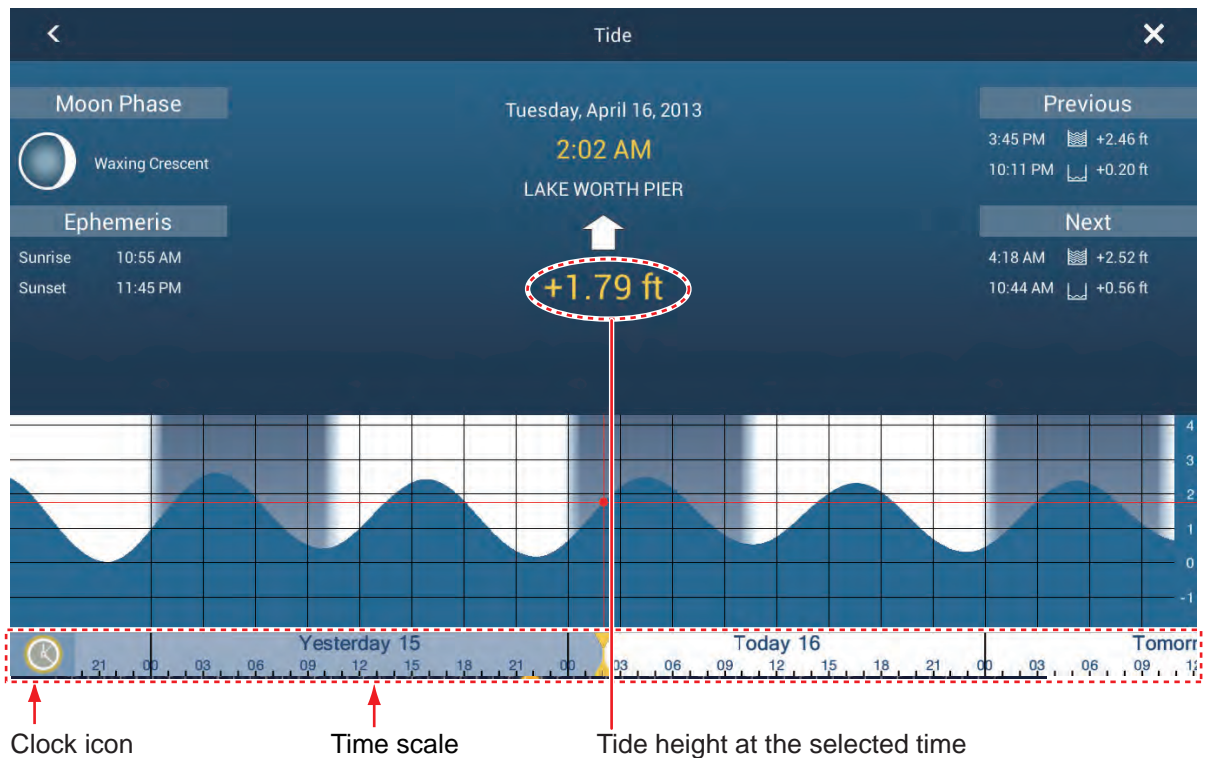 Tide
Moon Phase
Waxing Crescent
Ephemeris
Sunrise 10:55 AM
Sunset 11:45 PM
Tuesday, April 16, 2013
2:02 AM
LAKE WORTH PIER
+1.79 ft
Previous
3:45 PM +2.46 ft
10:11 PM +0.20 ft
Next
4:18 AM +2.52 ft
10:44 AM +0.56 ft
4
3
2
1
0
-1
Yesterday 15 Today 16 Tomorr
21 00 03 06 09 12 15 18 21 00 03 06 09 12 15 18 21 00 03 06 09 12
Clock icon Time scale Tide height at the selected time